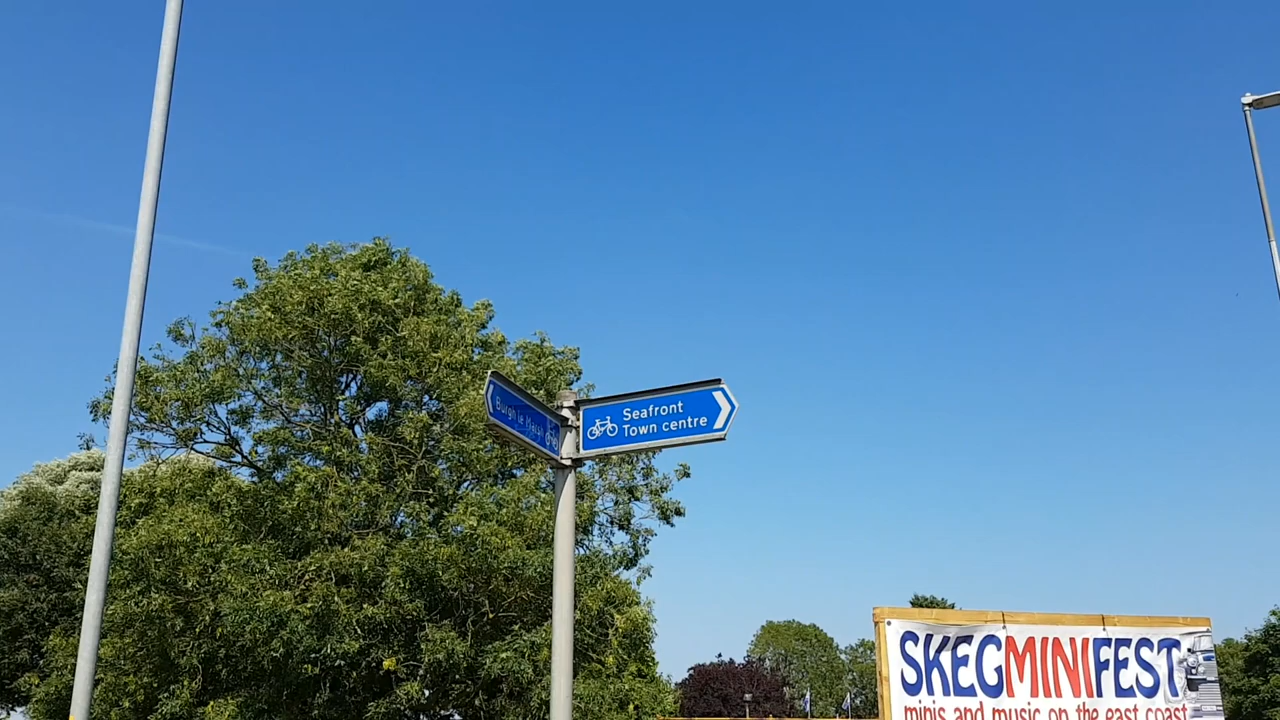 Burgh le Marsh
Seafront
Town centre
SKEGMINIFEST
minis and music on the east coast